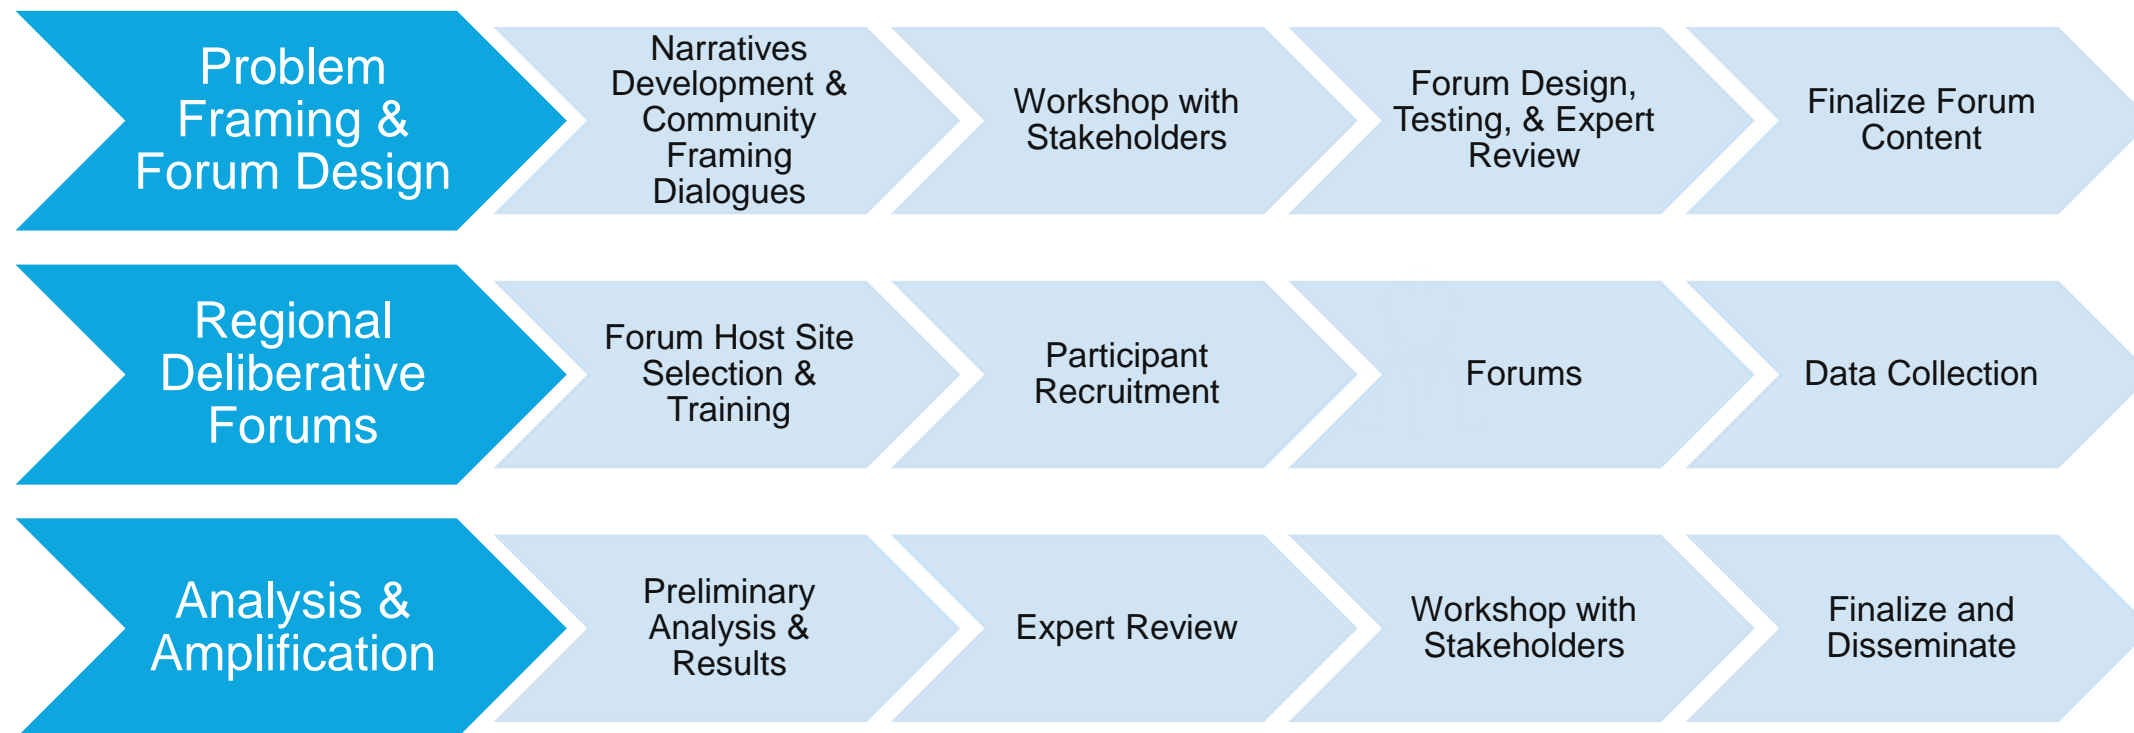 Problem
Framing &
Forum Design
Narratives
Development &
Community
Framing
Dialogues
Workshop with
Stakeholders
Forum Design,
Testing, & Expert
Review
Finalize Forum
Content
Regional
Deliberative
Forums
Forum Host Site
Selection &
Training
Participant
Recruitment
Forums
Data Collection
Analysis &
Amplification
Preliminary
Analysis &
Results
Expert Review
Workshop with
Stakeholders
Finalize and
Disseminate